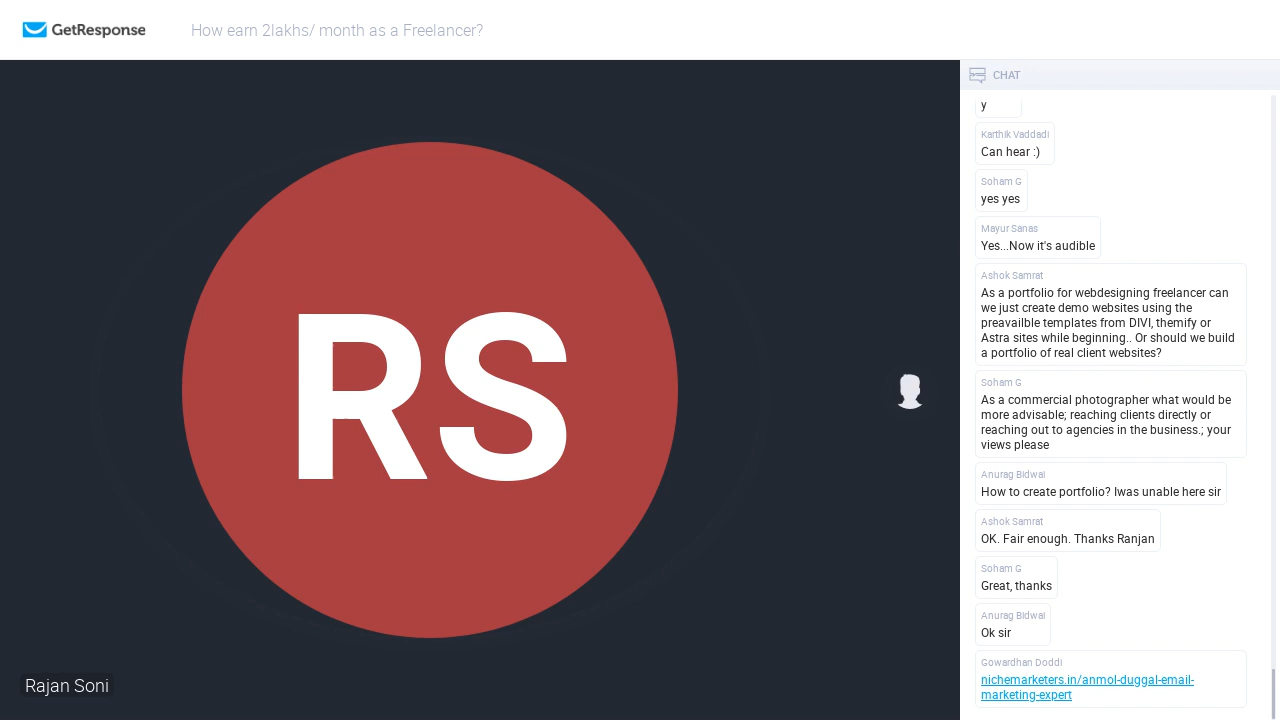 GetResponse
How earn 2lakhs/ month as a Freelancer?
RS
Rajan Soni
CHAT
y
Karthik Vaddadi
Can hear :)
Soham G
yes yes
Mayur Sanas
Yes...Now it's audible
Ashok Samrat
As a portfolio for webdesigning freelancer can
we just create demo websites using the
preavailble templates from DIVI, themify or
Astra sites while beginning.. Or should we build
a portfolio of real client websites?
Soham G
As a commercial photographer what would be
more advisable; reaching clients directly or
reaching out to agencies in the business.; your
views please
Anurag Bidwai
How to create portfolio? Iwas unable here sir
Ashok Samrat
OK. Fair enough. Thanks Ranjan
Soham G
Great, thanks
Anurag Bidwai
Ok sir
Gowardhan Doddi
nichemarketers.in/anmol-duggal-email-
marketing-expert